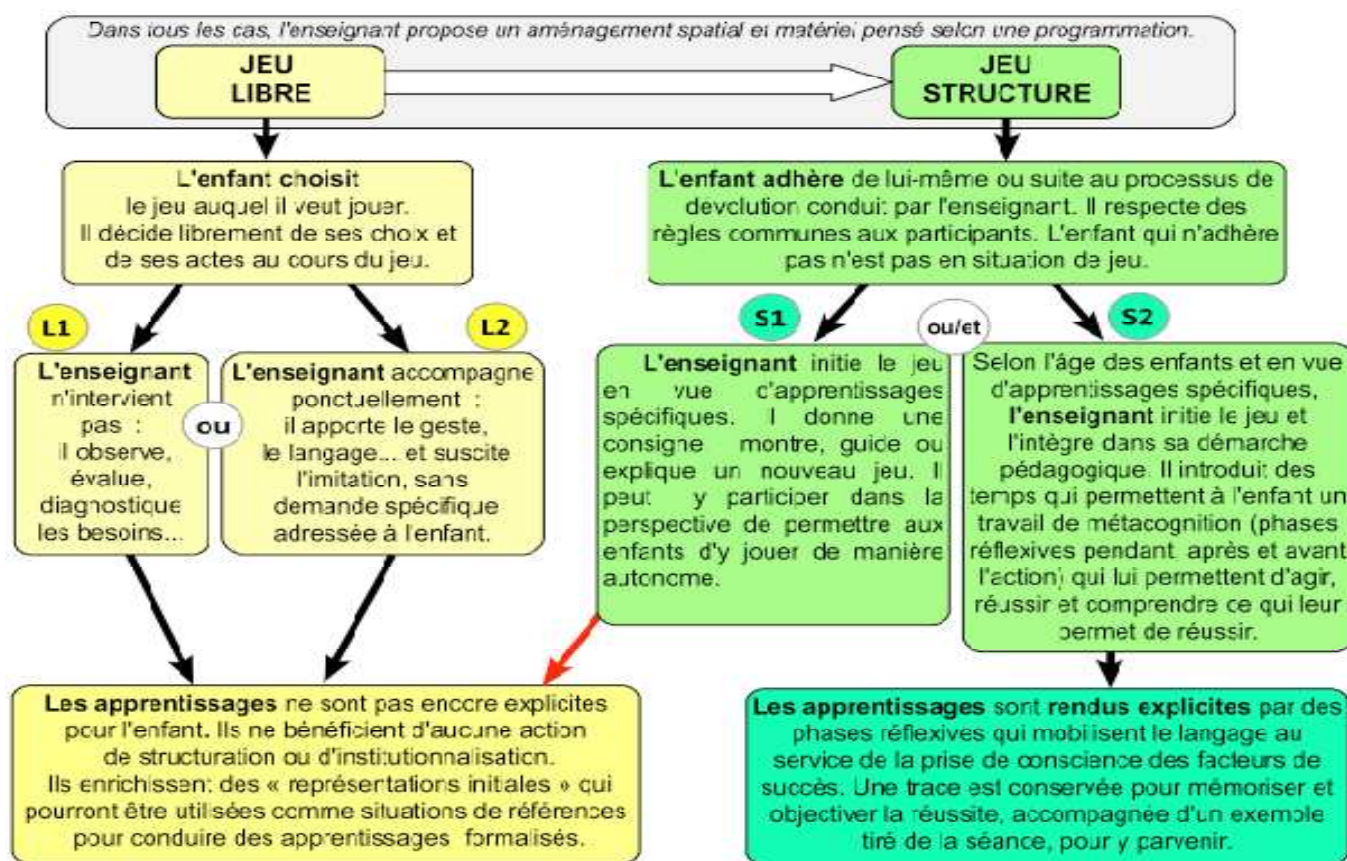 Dans tous les cas, l'enseignant propose un aménagement spatial et matériel pensé selon une programmation.
JEU
LIBRE
JEU
STRUCTURE
L'enfant choisit
le jeu auquel il veut jouer.
Il décide librement de ses choix et
de ses actes au cours du jeu.
L'enfant adhère de lui-même ou suite au processus de
dévolution conduit par l'enseignant. Il respecte des
règles communes aux participants. L'enfant qui n'adhère
pas n'est pas en situation de jeu.
L1
L2
S1
ou/et
S2
L'enseignant
n'intervient
pas :
il observe,
évalue,
diagnostique
les besoins...
ou
L'enseignant accompagne
ponctuellement :
il apporte le geste,
le langage... et suscite
l'imitation, sans
demande spécifique
adressée à l'enfant.
L'enseignant initie le jeu
en vue d'apprentissages
spécifiques. Il donne une
consigne montre, guide ou
explique un nouveau jeu. Il
peut y participer dans la
perspective de permettre aux
enfants d'y jouer de manière
autonome.
Selon l'âge des enfants et en vue
d'apprentissages spécifiques,
l'enseignant initie le jeu et
l'intègre dans sa démarche
pédagogique. Il introduit des
temps qui permettent à l'enfant un
travail de métacognition (phases
réflexives pendant, après et avant
l'action) qui lui permettent d'agir,
réussir et comprendre ce qui leur
permet de réussir.
Les apprentissages ne sont pas encore explicites
pour l'enfant. Ils ne bénéficient d'aucune action
de structuration ou d'institutionnalisation.
Ils enrichissent des « représentations initiales » qui
pourront être utilisées comme situations de références
pour conduire des apprentissages formalisés.
Les apprentissages sont rendus explicites par des
phases réflexives qui mobilisent le langage au
service de la prise de conscience des facteurs de
succès. Une trace est conservée pour mémoriser et
objectiver la réussite, accompagnée d'un exemple
tiré de la séance, pour y parvenir.